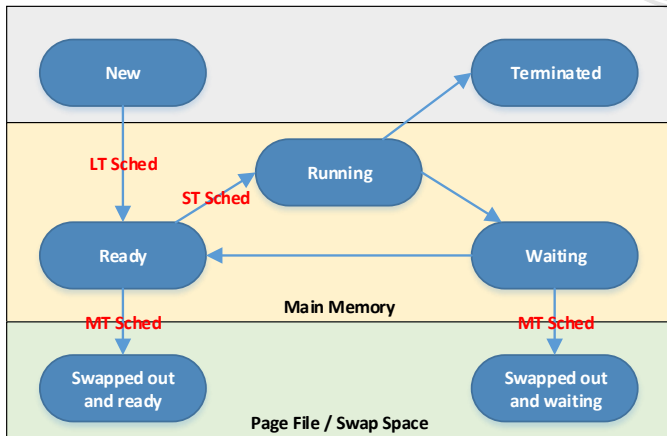 New
Terminated
LT Sched
Running
ST Sched
Ready
Waiting
Main Memory
MT Sched
MT Sched
Swapped out
and ready
Swapped out
and waiting
Page File / Swap Space